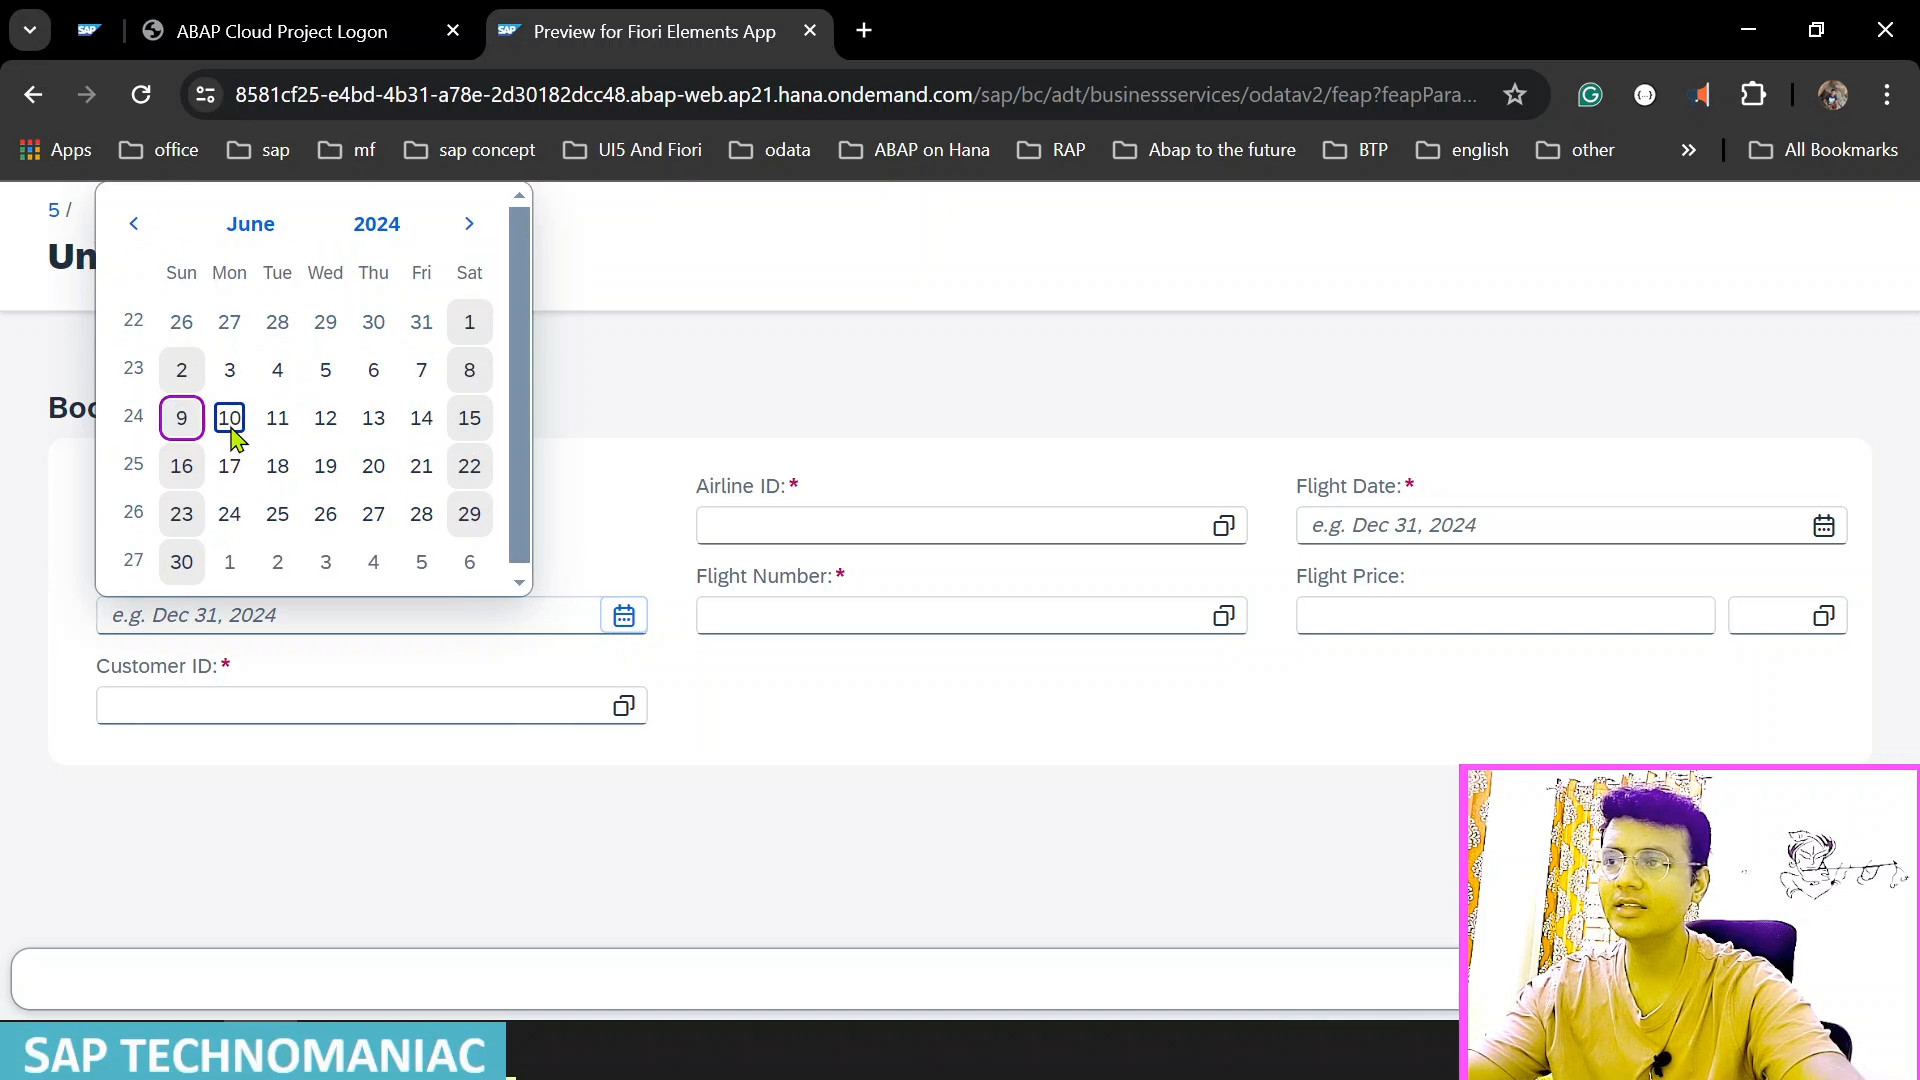 SAP
ABAP Cloud Project Logon
SAP
Preview for Fiori Elements App
8581cf25-e4bd-4b31-a78e-2d30182dcc48.abap-web.ap21.hana.ondemand.com/sap/bc/adt/businessservices/odatav2/feap?feapPara...
Apps office sap mf sap concept UI5 And Fiori odata ABAP on Hana RAP Abap to the future BTP english other » All Bookmarks
5 /
Un
June 2024
Sun Mon Tue Wed Thu Fri Sat
22 26 27 28 29 30 31 1
23 2 3 4 5 6 7 8
24 9 10 11 12 13 14 15
25 16 17 18 19 20 21 22
26 23 24 25 26 27 28 29
27 30 1 2 3 4 5 6
Boo
Airline ID:*
Flight Date:*
e.g. Dec 31, 2024
Flight Number:*
Flight Price:
e.g. Dec 31, 2024
Customer ID:*
SAP TECHNOMANIAC